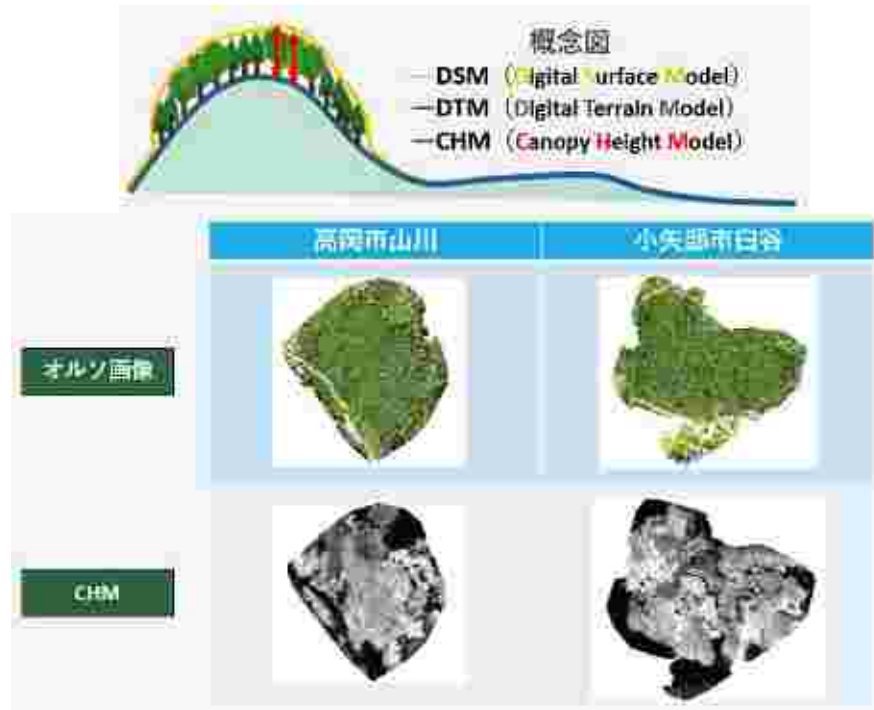 概念図
DSM（Digital Surface Model）
DTM（Digital Terrain Model）
CHM（Canopy Height Model）
高岡市山川
小矢部市臼谷
オルソ画像
CHM